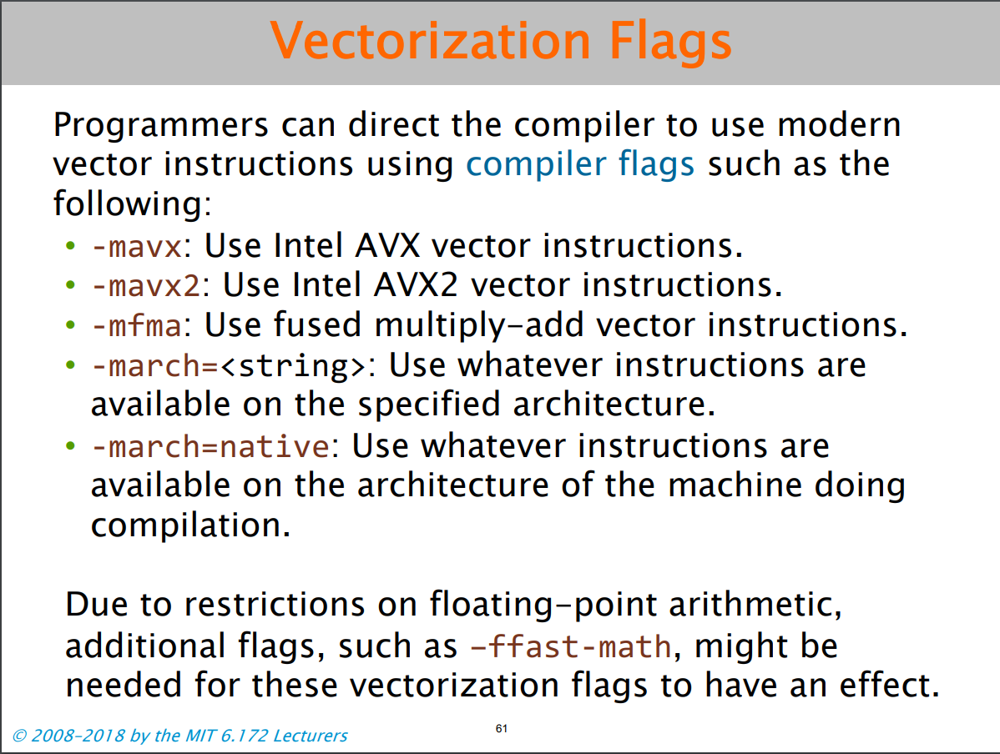 Vectorization Flags
Programmers can direct the compiler to use modern
vector instructions using compiler flags such as the
following:
• -mavx: Use Intel AVX vector instructions.
• -mavx2: Use Intel AVX2 vector instructions.
• -mfma: Use fused multiply–add vector instructions.
• -march=<string>: Use whatever instructions are
available on the specified architecture.
• -march=native: Use whatever instructions are
available on the architecture of the machine doing
compilation.
Due to restrictions on floating–point arithmetic,
additional flags, such as –ffast-math, might be
needed for these vectorization flags to have an effect.
© 2008–2018 by the MIT 6.172 Lecturers
61